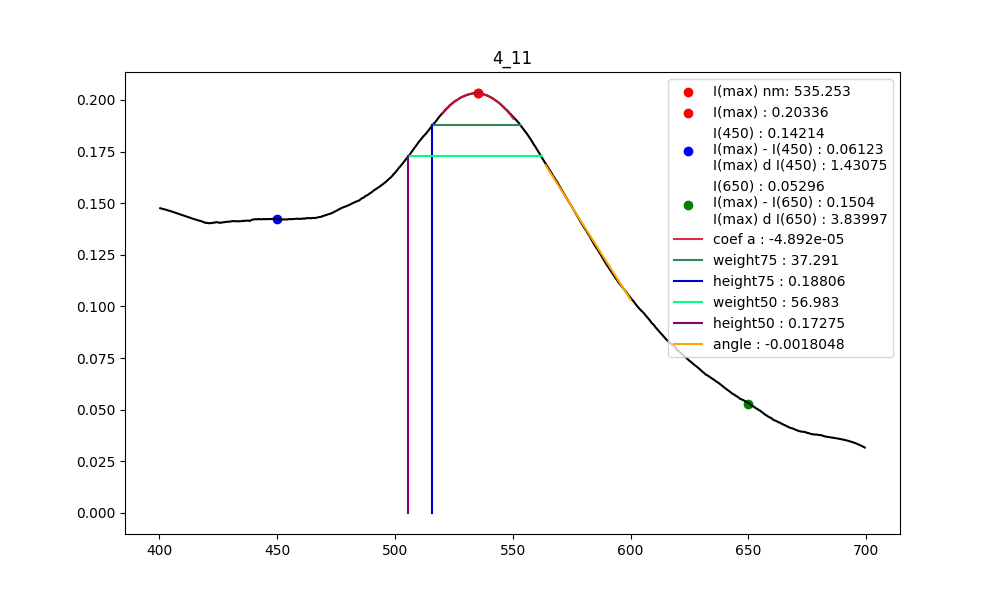 4_11
I(max) nm: 535.253
I(max) : 0.20336
I(450) : 0.14214
I(max) - I(450) : 0.06123
I(max) d I(450) : 1.43075
I(650) : 0.05296
I(max) - I(650) : 0.1504
I(max) d I(650) : 3.83997
coef a : -4.892e-05
weight75 : 37.291
height75 : 0.18806
weight50 : 56.983
height50 : 0.17275
angle : -0.0018048
0.200
0.175
0.150
0.125
0.100
0.075
0.050
0.025
0.000
400 450 500 550 600 650 700